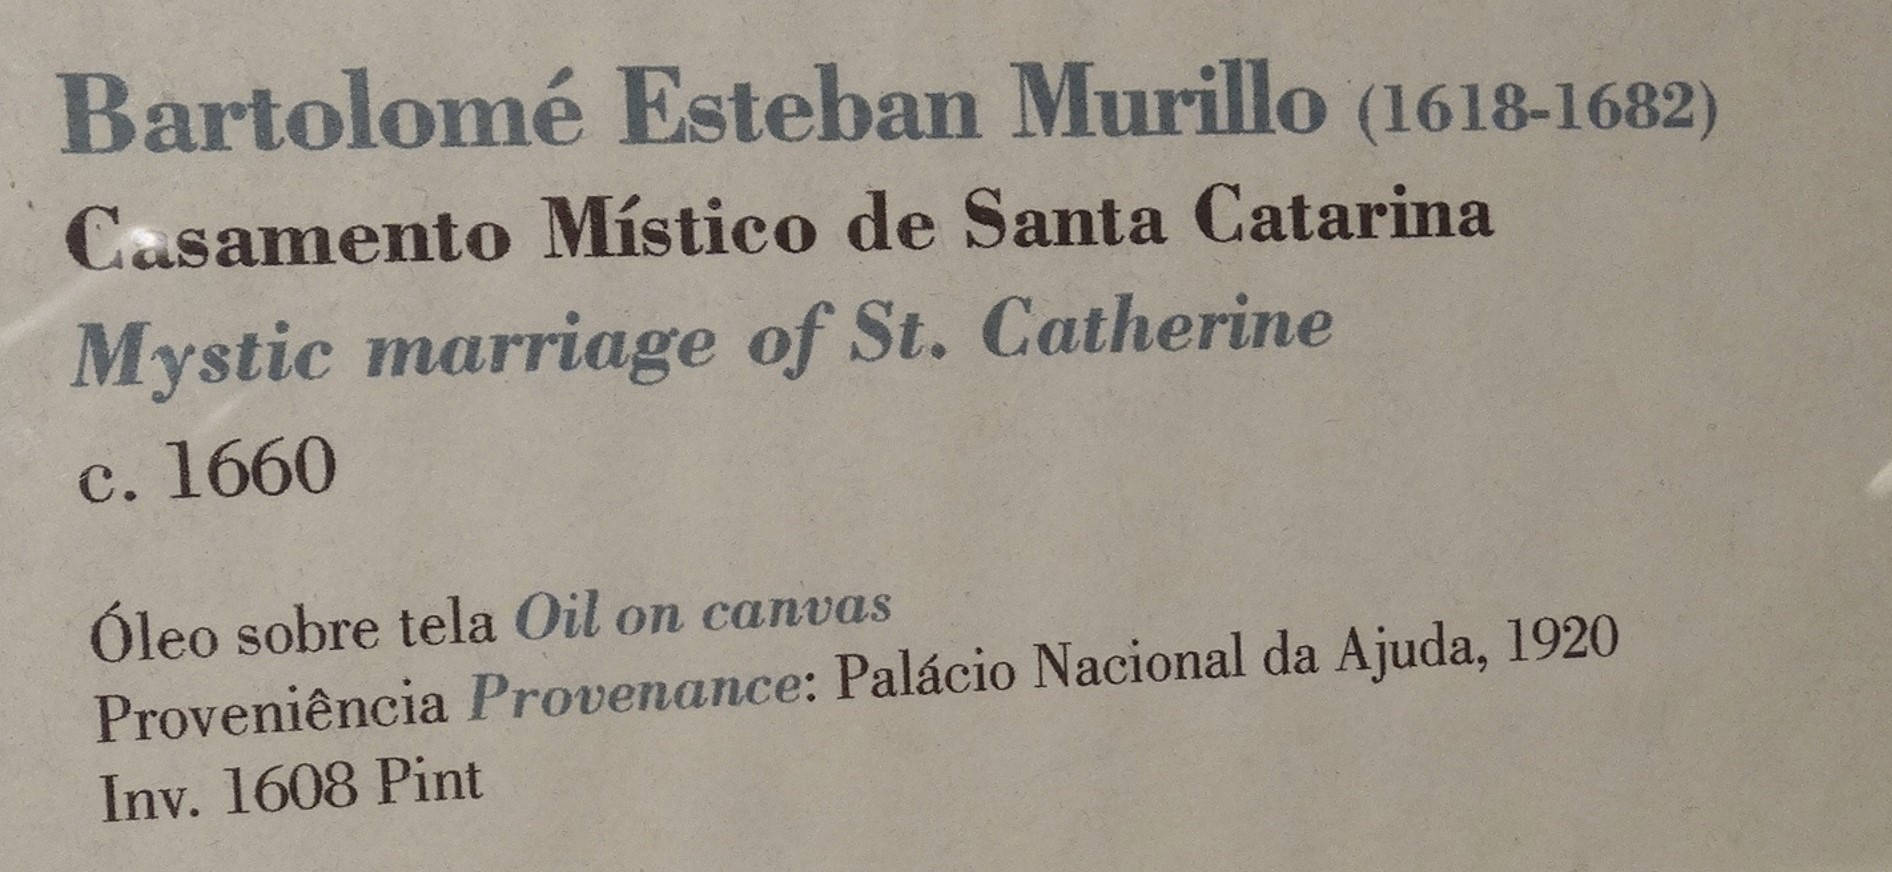 Bartolomé Esteban Murillo (1618-1682)
Casamento Místico de Santa Catarina
Mystic marriage of St. Catherine
c. 1660
Óleo sobre tela Oil on canvas
Proveniência Provenance: Palácio Nacional da Ajuda, 1920
Inv. 1608 Pint